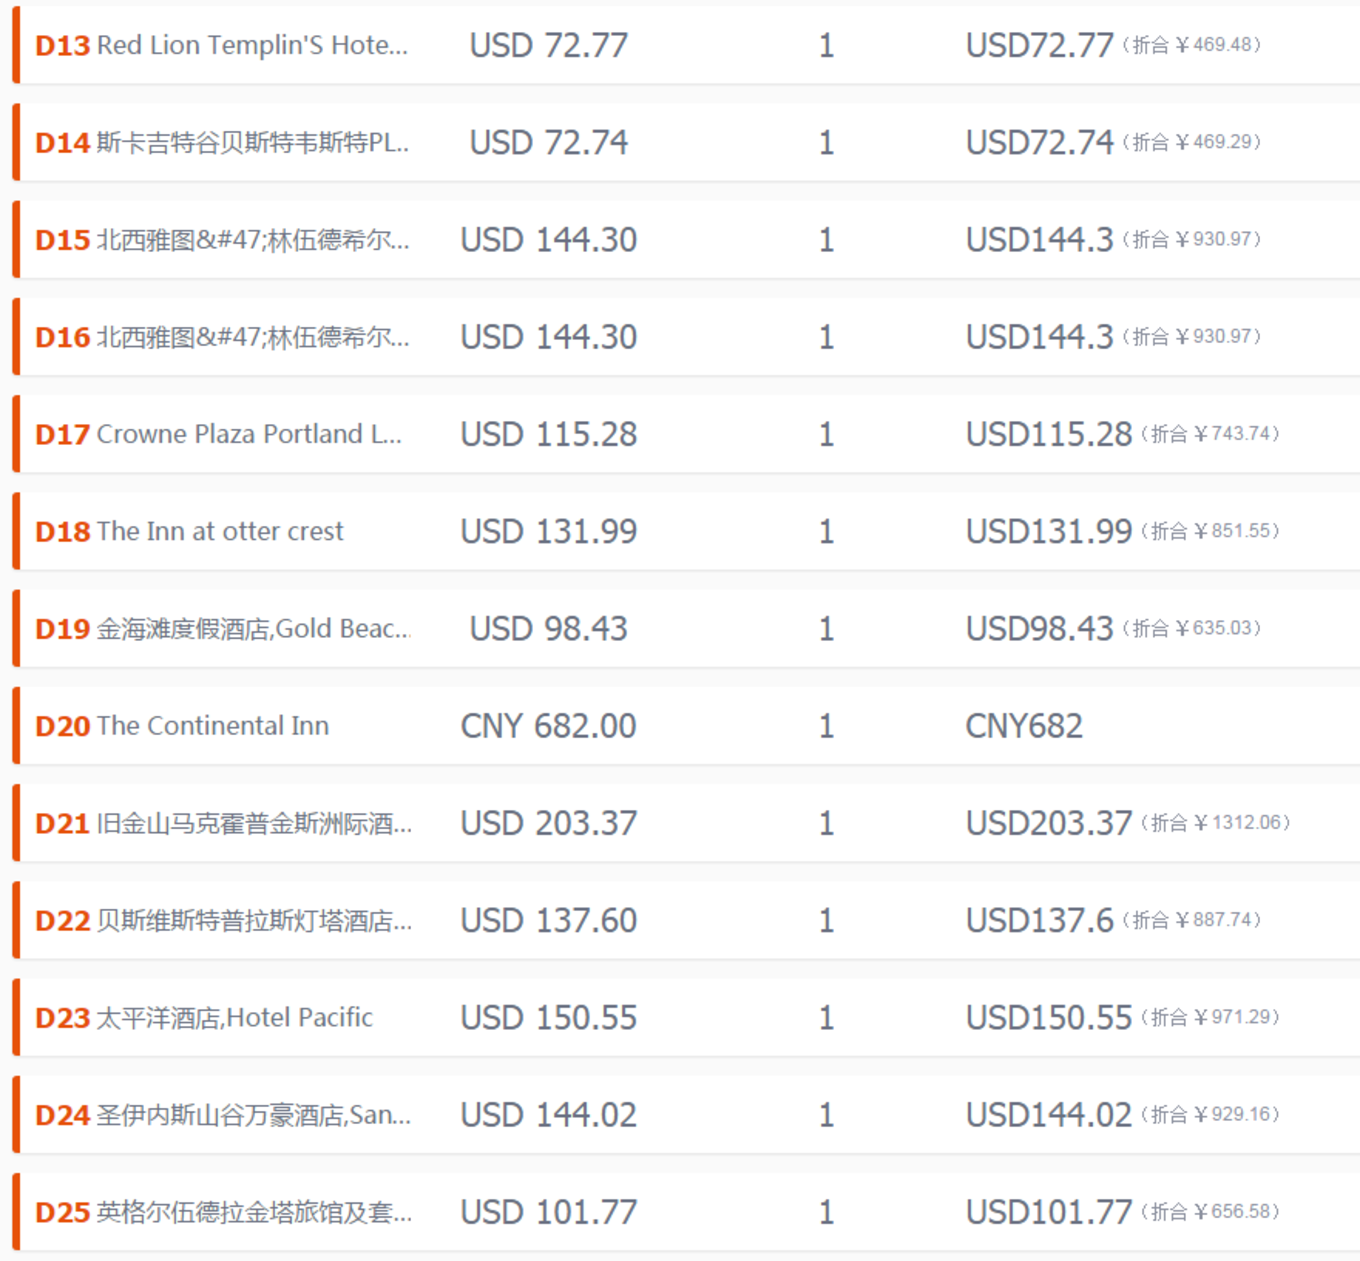 D13 Red Lion Templin'S Hote... USD 72.77 1 USD72.77（折合￥469.48）
D14 斯卡吉特谷贝斯特韦斯特PL... USD 72.74 1 USD72.74（折合￥469.29）
D15 北西雅图&#47;林伍德希尔... USD 144.30 1 USD144.3（折合￥930.97）
D16 北西雅图&#47;林伍德希尔... USD 144.30 1 USD144.3（折合￥930.97）
D17 Crowne Plaza Portland L... USD 115.28 1 USD115.28（折合￥743.74）
D18 The Inn at otter crest USD 131.99 1 USD131.99（折合￥851.55）
D19 金海滩度假酒店,Gold Beac... USD 98.43 1 USD98.43（折合￥635.03）
D20 The Continental Inn CNY 682.00 1 CNY682
D21 旧金山马克霍普金斯洲际酒... USD 203.37 1 USD203.37（折合￥1312.06）
D22 贝斯维斯特普拉斯灯塔酒店... USD 137.60 1 USD137.6（折合￥887.74）
D23 太平洋酒店,Hotel Pacific USD 150.55 1 USD150.55（折合￥971.29）
D24 圣伊内斯山谷万豪酒店,San... USD 144.02 1 USD144.02（折合￥929.16）
D25 英格尔伍德拉金塔旅馆及套... USD 101.77 1 USD101.77（折合￥656.58）